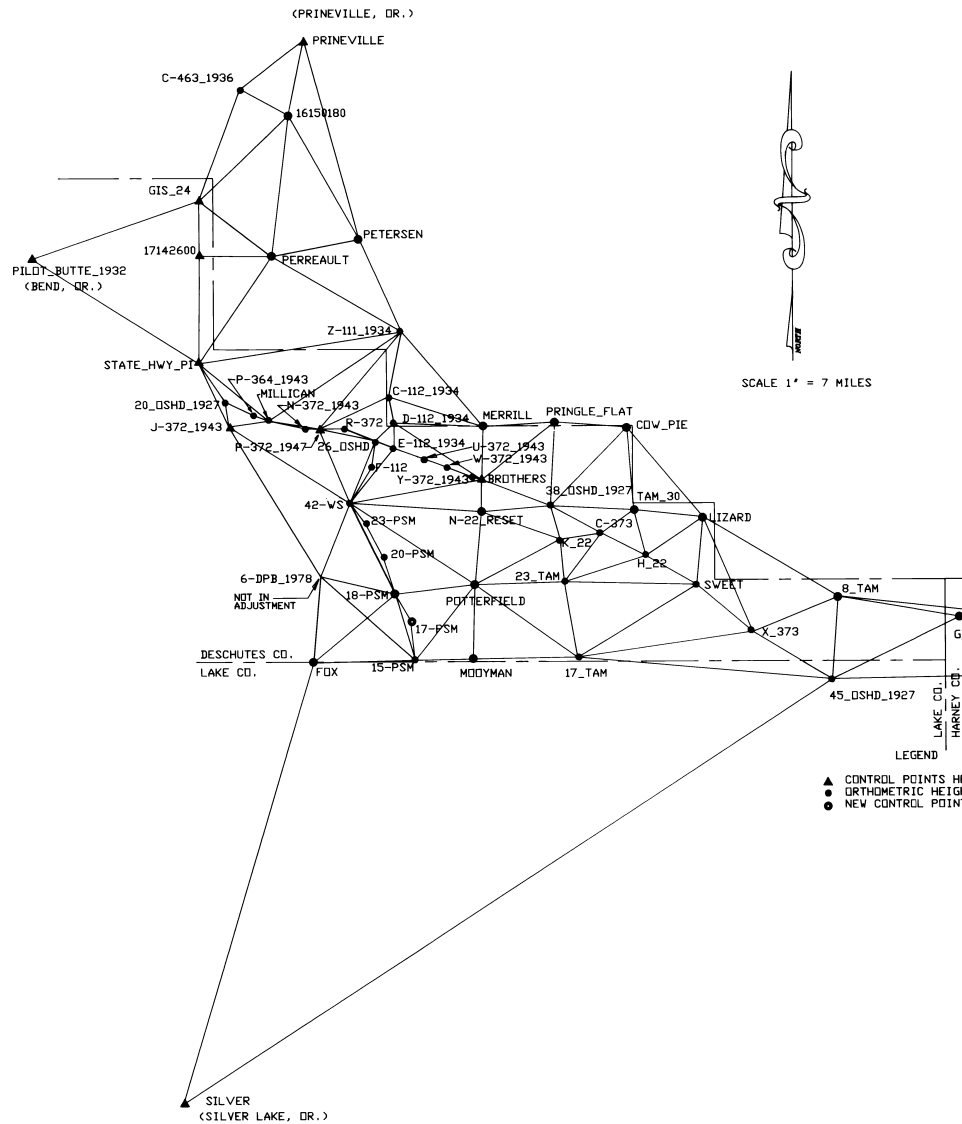 (PRINEVILLE, OR.)
PRINEVILLE
C-463_1936
16150180
GIS_24
PETERSEN
17142600
PERREAULT
PILOT_BUTTE_1932
(BEND, OR.)
Z-111_1934
STATE_HWY_PI
SCALE 1" = 7 MILES
NORTH
P-364_1943
MILLICAN
C-112_1934
20_OSHD_1927
N-372_1943
MERRILL
PRINGLE_FLAT
J-372_1943
R-372
D-112_1934
COW_PIE
P-372_1947
26_OSHD
E-112_1934
U-372_1943
W-372_1943
F-112
Y-372_1943
BROTHERS
38_OSHD_1927
TAM_30
42-WS
LIZARD
23-PSM
N-22_RESET
C-373
K_22
20-PSM
H_22
6-DPB_1978
23_TAM
SWEET
NOT IN
ADJUSTMENT
18-PSM
POTTERFIELD
8_TAM
17-PSM
X_373
G
DESCHUTES CO.
LAKE CO.
FOX
15-PSM
MOOYMAN
17_TAM
45_OSHD_1927
LAKE CO.
HARNEY CO.
LEGEND
CONTROL POINTS HE
ORTHOMETRIC HEIGH
NEW CONTROL POINT
SILVER
(SILVER LAKE, OR.)